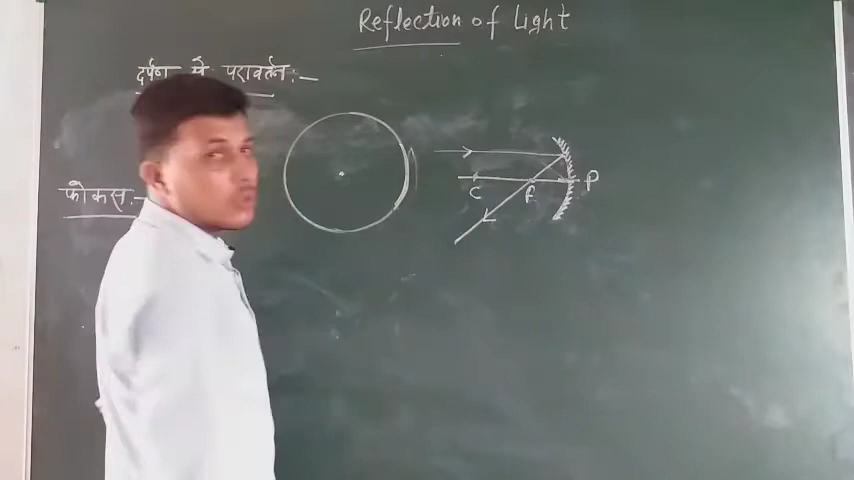 Reflection of Light
दर्पण से परावर्तन :—
फोकस :—
C F P